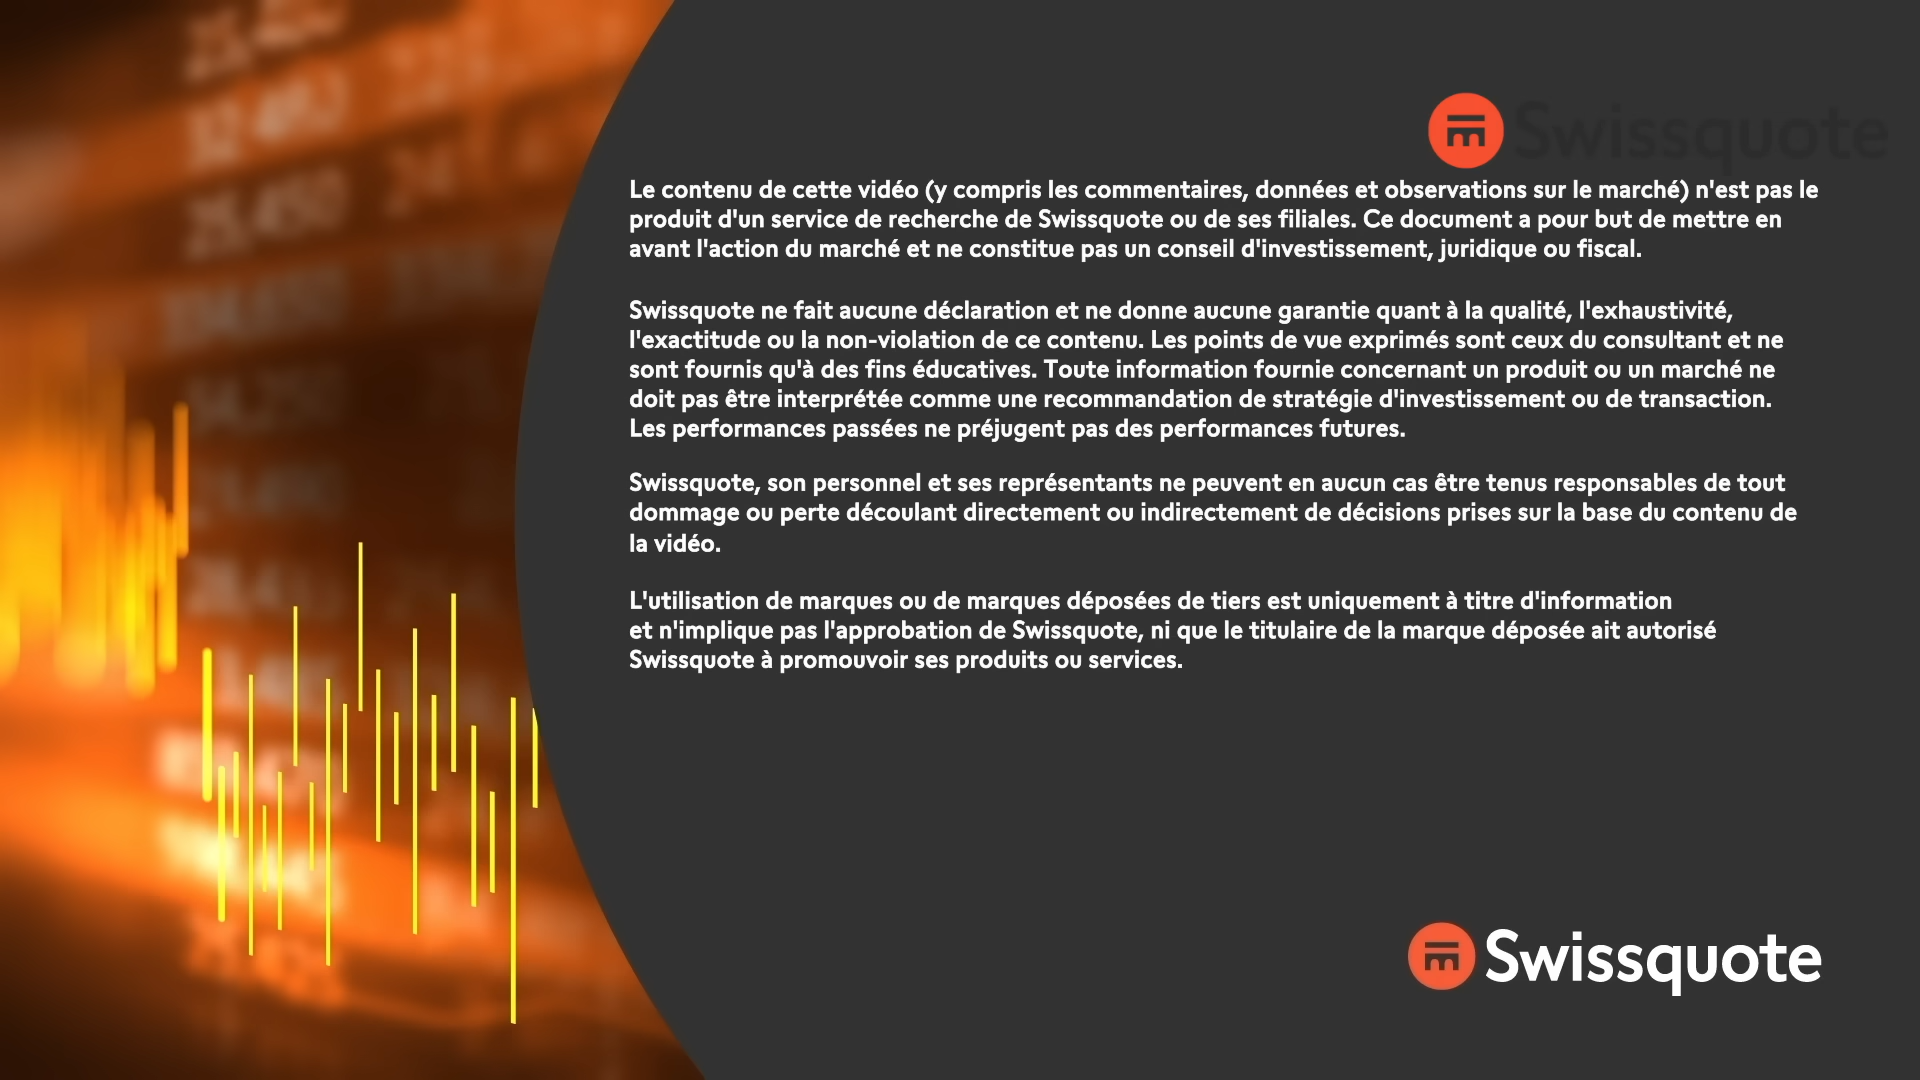 Swissquote
Le contenu de cette vidéo (y compris les commentaires, données et observations sur le marché) n'est pas le
produit d'un service de recherche de Swissquote ou de ses filiales. Ce document a pour but de mettre en
avant l'action du marché et ne constitue pas un conseil d'investissement, juridique ou fiscal.
Swissquote ne fait aucune déclaration et ne donne aucune garantie quant à la qualité, l'exhaustivité,
l'exactitude ou la non-violation de ce contenu. Les points de vue exprimés sont ceux du consultant et ne
sont fournis qu'à des fins éducatives. Toute information fournie concernant un produit ou un marché ne
doit pas être interprétée comme une recommandation de stratégie d'investissement ou de transaction.
Les performances passées ne préjugent pas des performances futures.
Swissquote, son personnel et ses représentants ne peuvent en aucun cas être tenus responsables de tout
dommage ou perte découlant directement ou indirectement de décisions prises sur la base du contenu de
la vidéo.
L'utilisation de marques ou de marques déposées de tiers est uniquement à titre d'information
et n'implique pas l'approbation de Swissquote, ni que le titulaire de la marque déposée ait autorisé
Swissquote à promouvoir ses produits ou services.
Swissquote